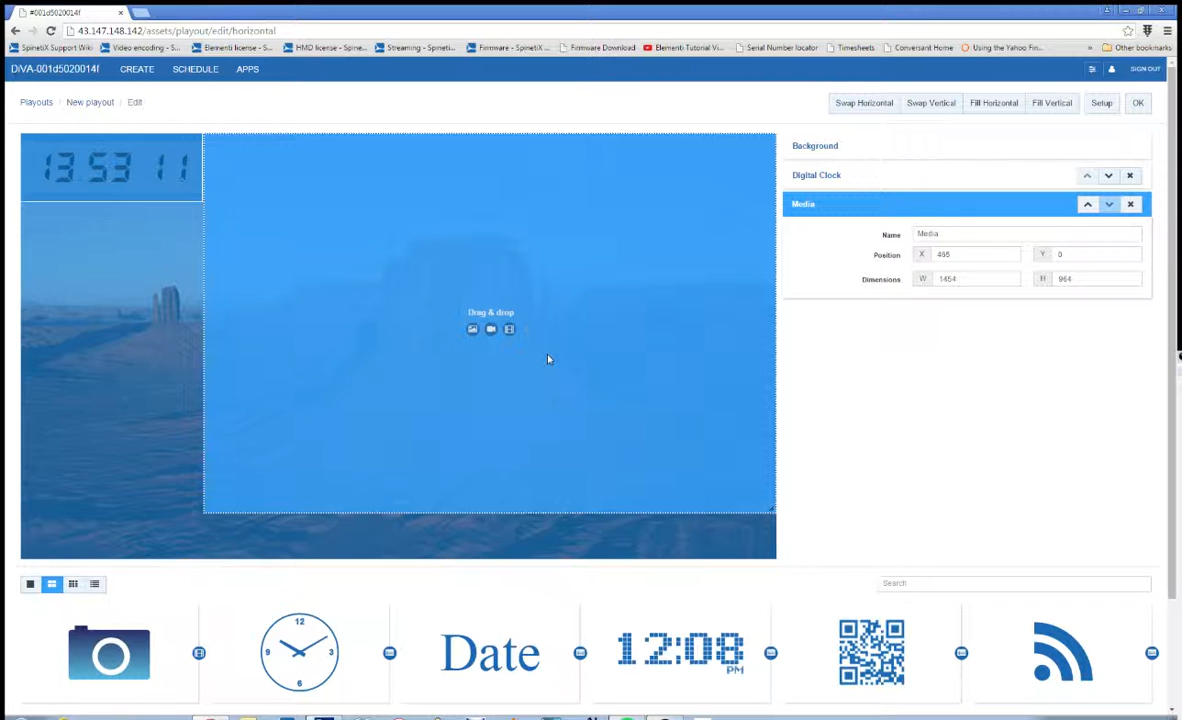 #001d5020014f
43.147.148.142/assets/playout/edit/horizontal
SpinetiX Support Wiki Video encoding - S... Elementi license - S... HMD license - Spine... Streaming - Spineti... Firmware - SpinetiX ... Firmware Download Elementi Tutorial Vi... Serial Number locator Timesheets Conversant Home Using the Yahoo Fin... » Other bookmarks
DiVA-001d5020014f CREATE SCHEDULE APPS SIGN OUT
Playouts / New playout / Edit Swap Horizontal Swap Vertical Fill Horizontal Fill Vertical Setup OK
13.53 11
Background
Digital Clock
Media
Name Media
Position X 465 Y 0
Dimensions W 1454 H 964
Drag & drop
Search
12 3 6 9
Date
12:08 PM